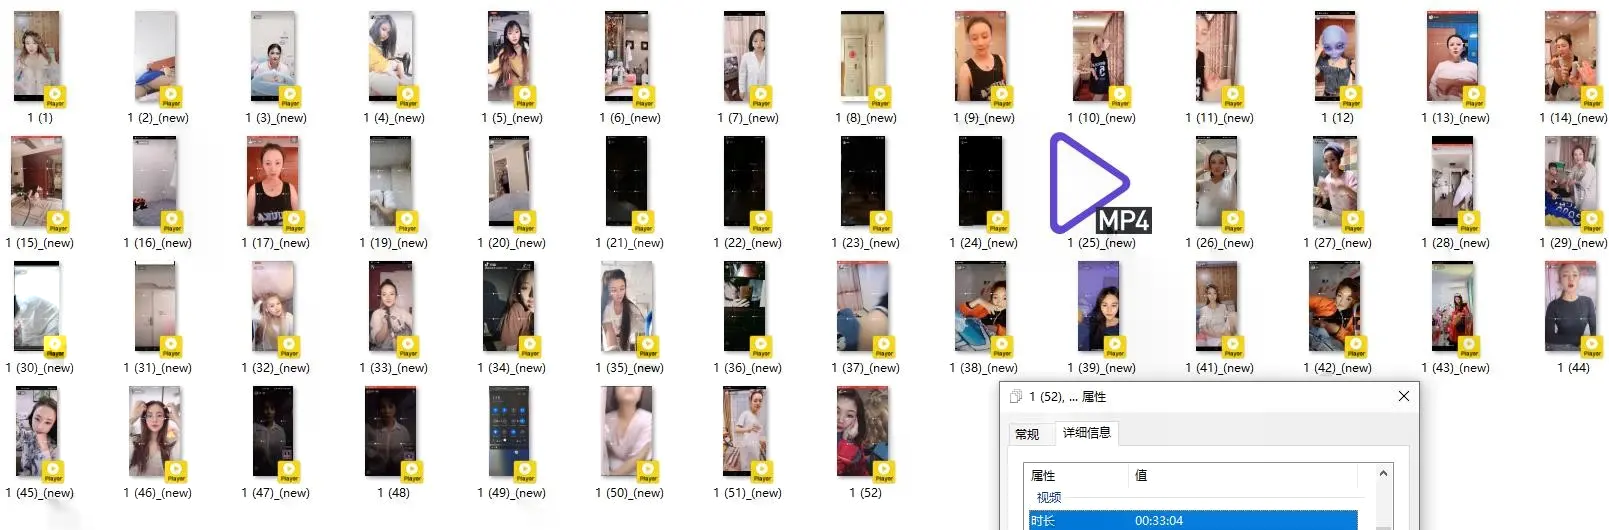 1 (1)
1 (2)_(new)
1 (3)_(new)
1 (4)_(new)
1 (5)_(new)
1 (6)_(new)
1 (7)_(new)
1 (8)_(new)
1 (9)_(new)
1 (10)_(new)
1 (11)_(new)
1 (12)
1 (13)_(new)
1 (14)_(new)
MP4
1 (15)_(new)
1 (16)_(new)
1 (17)_(new)
1 (19)_(new)
1 (20)_(new)
1 (21)_(new)
1 (22)_(new)
1 (23)_(new)
1 (24)_(new)
1 (25)_(new)
1 (26)_(new)
1 (27)_(new)
1 (28)_(new)
1 (29)_(new)
1 (30)_(new)
1 (31)_(new)
1 (32)_(new)
1 (33)_(new)
1 (34)_(new)
1 (35)_(new)
1 (36)_(new)
1 (37)_(new)
1 (38)_(new)
1 (39)_(new)
1 (41)_(new)
1 (42)_(new)
1 (43)_(new)
1 (44)
1 (45)_(new)
1 (46)_(new)
1 (47)_(new)
1 (48)
1 (49)_(new)
1 (50)_(new)
1 (51)_(new)
1 (52)
Player
1 (52), ... 属性
常规
详细信息
属性 值
视频
时长 00:33:04